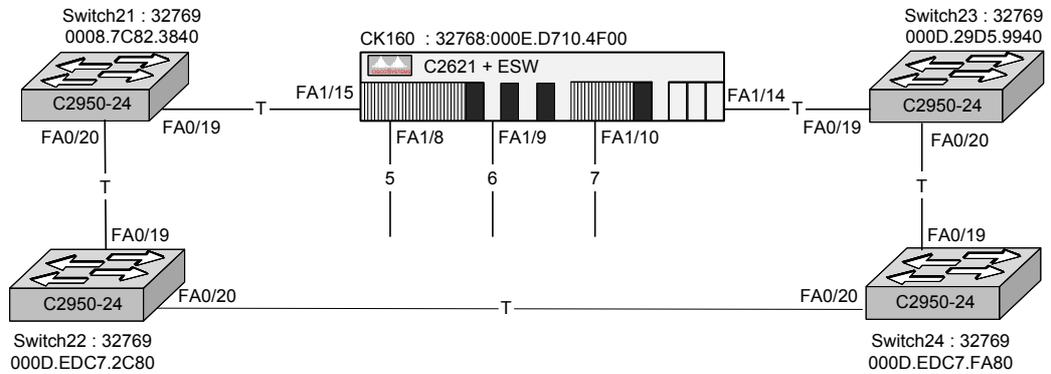 Switch21 : 32769
0008.7C82.3840
CK160 : 32768:000E.D710.4F00
Switch23 : 32769
000D.29D5.9940
C2621 + ESW
C2950-24
FA1/15
FA1/14
C2950-24
FA0/20
FA0/19
T
FA1/8
FA1/9
FA1/10
T
FA0/19
FA0/20
5
6
7
T
T
FA0/19
FA0/19
C2950-24
FA0/20
T
FA0/20
C2950-24
Switch22 : 32769
000D.EDC7.2C80
Switch24 : 32769
000D.EDC7.FA80